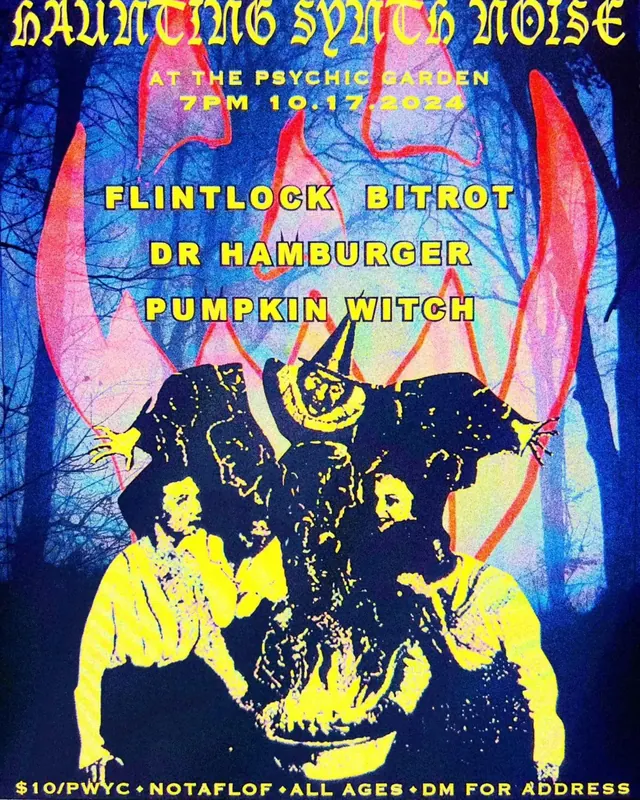 HAUNTING SYNTH NOISE
AT THE PSYCHIC GARDEN
7PM 10.17.2024
FLINTLOCK BITROT
DR HAMBURGER
PUMPKIN WITCH
$10/PWYC • NOTAFLOF • ALL AGES • DM FOR ADDRESS